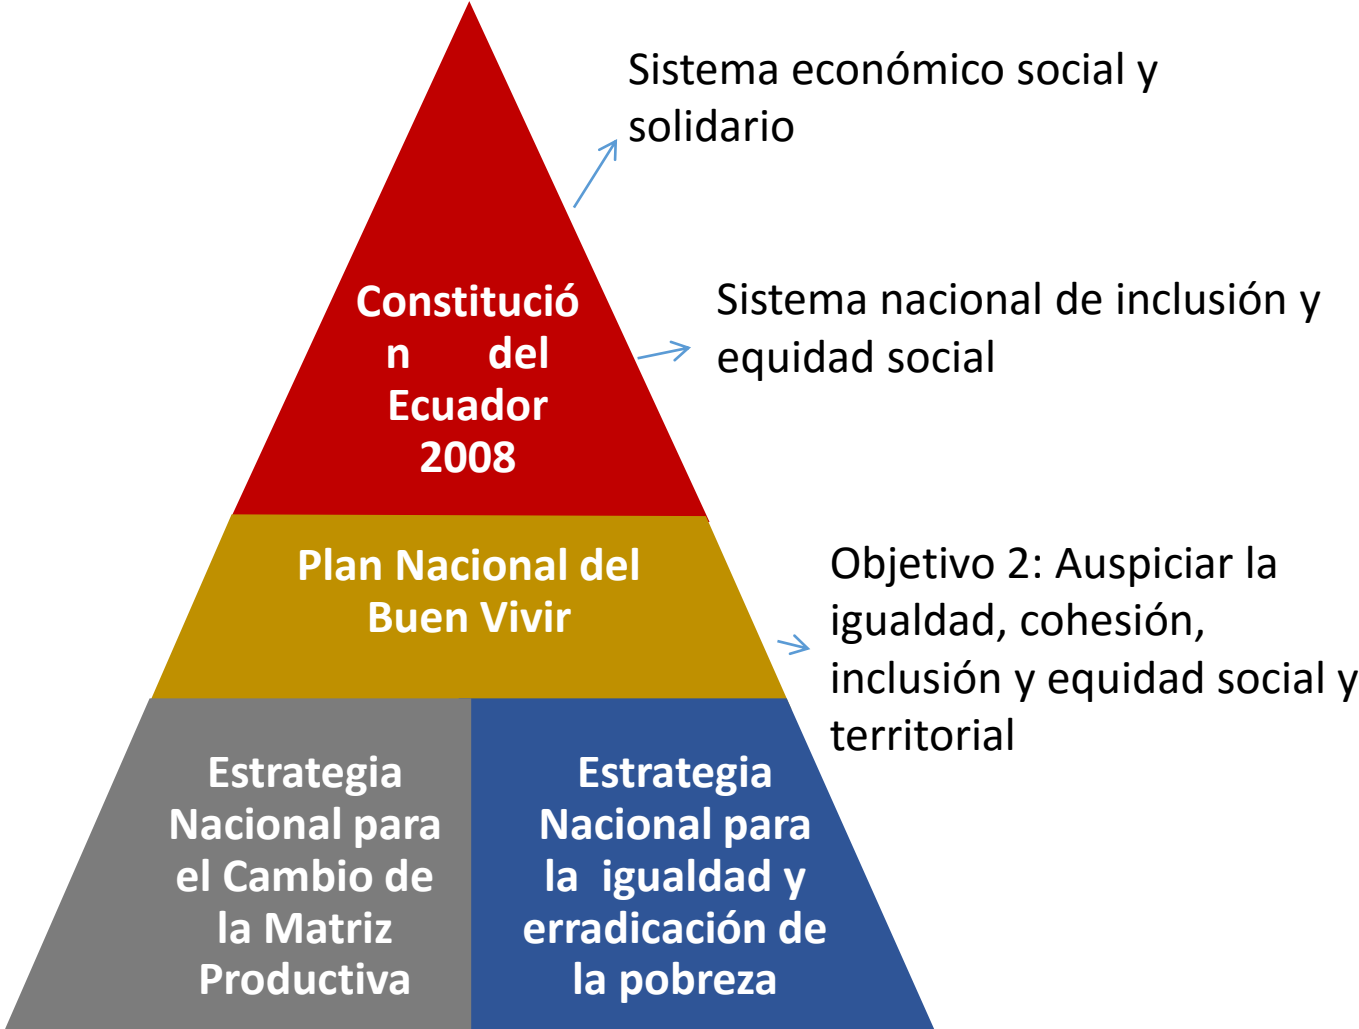 Sistema económico social y
solidario
Constitució
n del
Ecuador
2008
Sistema nacional de inclusión y
equidad social
Plan Nacional del
Buen Vivir
Objetivo 2: Auspiciar la
igualdad, cohesión,
inclusión y equidad social y
territorial
Estrategia
Nacional para
el Cambio de
la Matriz
Productiva
Estrategia
Nacional para
la igualdad y
erradicación de
la pobreza